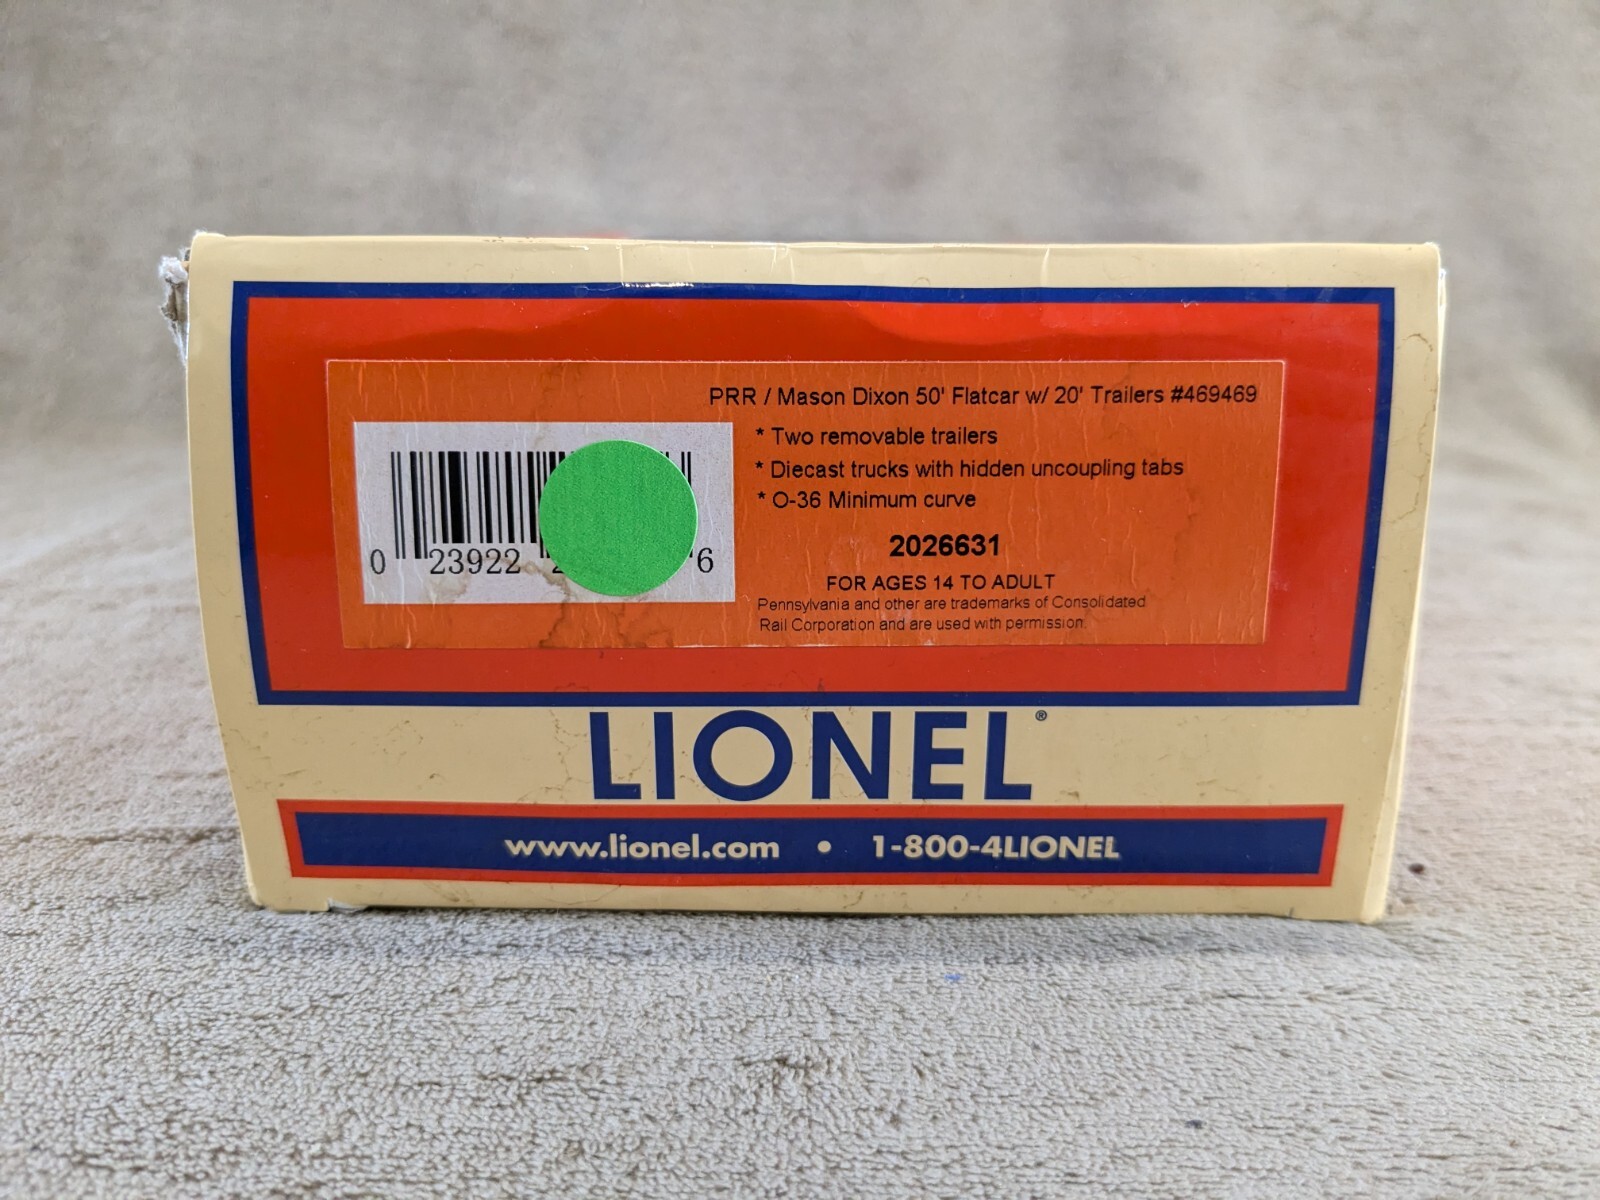 PRR / Mason Dixon 50' Flatcar w/ 20' Trailers #469469
* Two removable trailers
* Diecast trucks with hidden uncoupling tabs
* O-36 Minimum curve
0 23922 6
2026631
FOR AGES 14 TO ADULT
Pennsylvania and other are trademarks of Consolidated
Rail Corporation and are used with permission.
LIONEL®
www.lionel.com • 1-800-4LIONEL